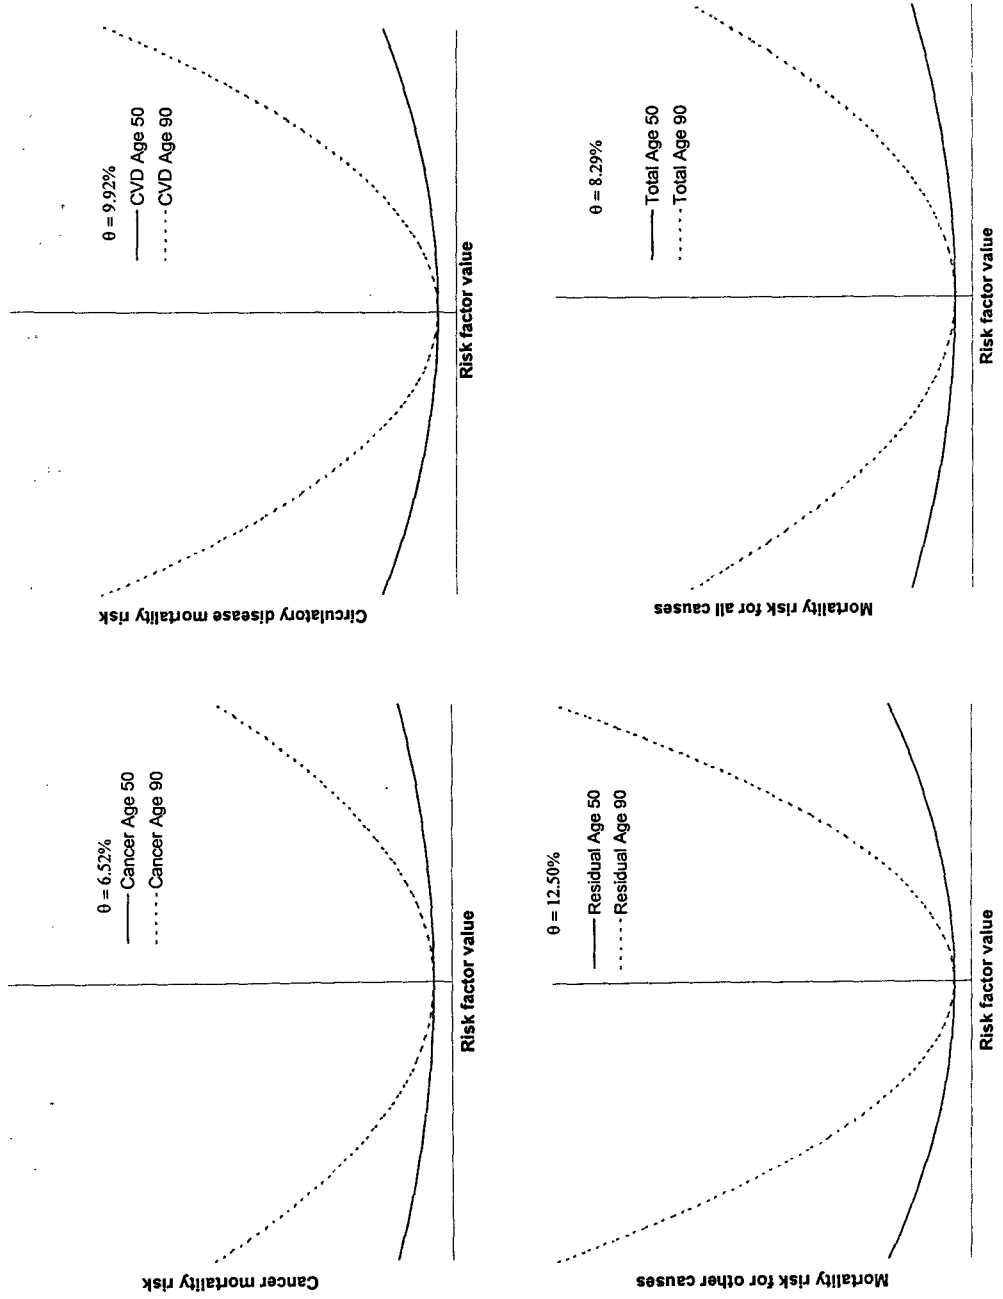 Cancer mortality risk
θ = 6.52%
Cancer Age 50
Cancer Age 90
Risk factor value
Circulatory disease mortality risk
θ = 9.92%
CVD Age 50
CVD Age 90
Risk factor value
Mortality risk for other causes
θ = 12.50%
Residual Age 50
Residual Age 90
Risk factor value
Mortality risk for all causes
θ = 8.29%
Total Age 50
Total Age 90
Risk factor value